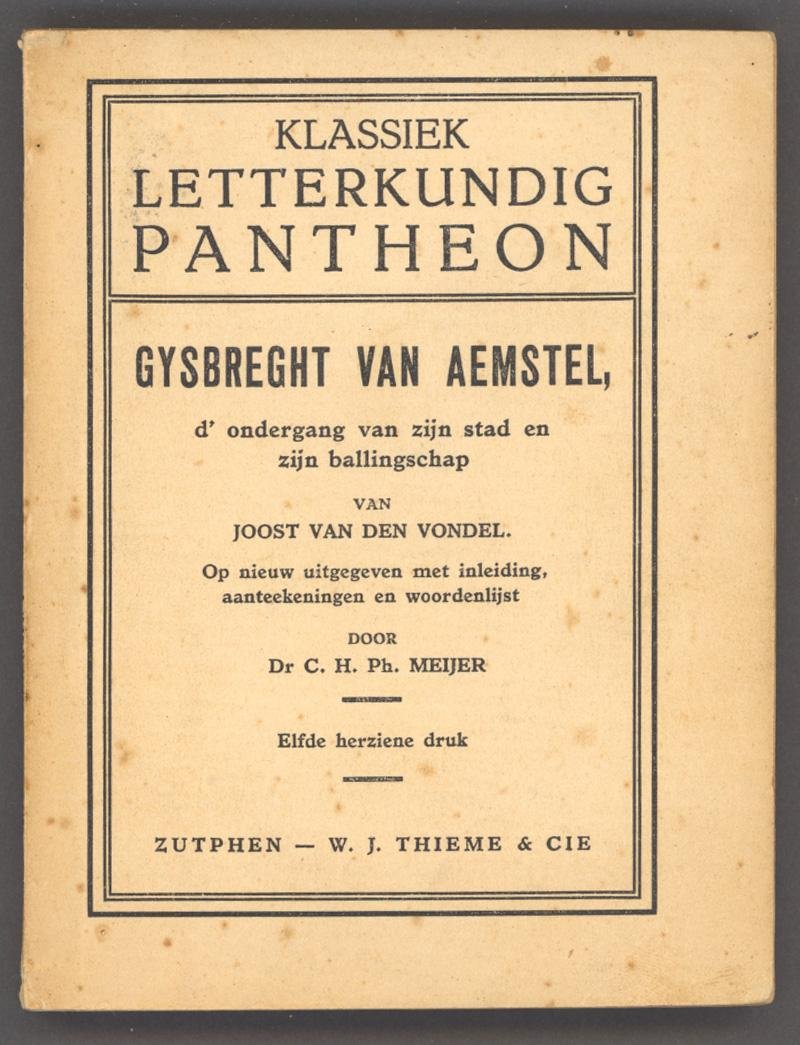 KLASSIEK
LETTERKUNDIG
PANTHEON
GYSBREGHT VAN AEMSTEL,
d' ondergang van zijn stad en
zijn ballingschap
VAN
JOOST VAN DEN VONDEL.
Op nieuw uitgegeven met inleiding,
aanteekeningen en woordenlijst
DOOR
Dr C. H. Ph. MEIJER
Elfde herziene druk
ZUTPHEN — W. J. THIEME & CIE